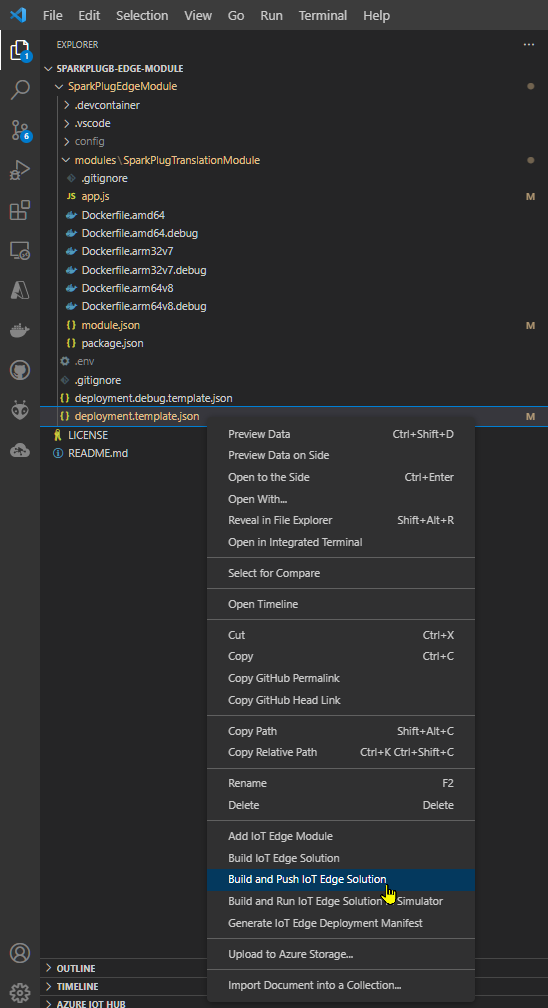 File Edit Selection View Go Run Terminal Help
EXPLORER ...
SPARKPLUGB-EDGE-MODULE
SparkPlugEdgeModule
.devcontainer
.vscode
config
modules\SparkPlugTranslationModule
.gitignore
JS app.js M
Dockerfile.amd64
Dockerfile.amd64.debug
Dockerfile.arm32v7
Dockerfile.arm32v7.debug
Dockerfile.arm64v8
Dockerfile.arm64v8.debug
{} module.json M
{} package.json
.env
.gitignore
{} deployment.debug.template.json
{} deployment.template.json M
LICENSE
README.md
1
6
Preview Data Ctrl+Shift+D
Preview Data on Side
Open to the Side Ctrl+Enter
Open With...
Reveal in File Explorer Shift+Alt+R
Open in Integrated Terminal
Select for Compare
Open Timeline
Cut Ctrl+X
Copy Ctrl+C
Copy GitHub Permalink
Copy GitHub Head Link
Copy Path Shift+Alt+C
Copy Relative Path Ctrl+K Ctrl+Shift+C
Rename F2
Delete Delete
Add IoT Edge Module
Build IoT Edge Solution
Build and Push IoT Edge Solution
Build and Run IoT Edge Solution Simulator
Generate IoT Edge Deployment Manifest
Upload to Azure Storage...
Import Document into a Collection...
OUTLINE
TIMELINE
AZURE IOT HUB